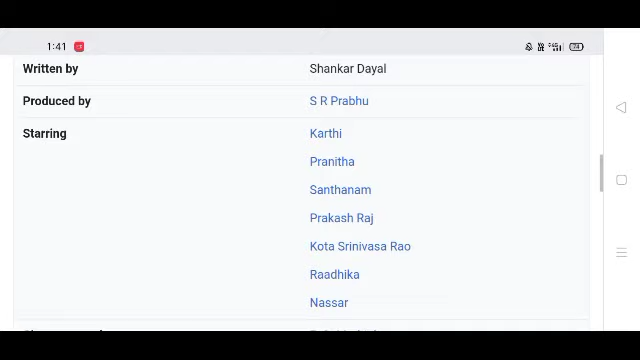 1:41
Written by Shankar Dayal
Produced by S R Prabhu
Starring Karthi
Pranitha
Santhanam
Prakash Raj
Kota Srinivasa Rao
Raadhika
Nassar